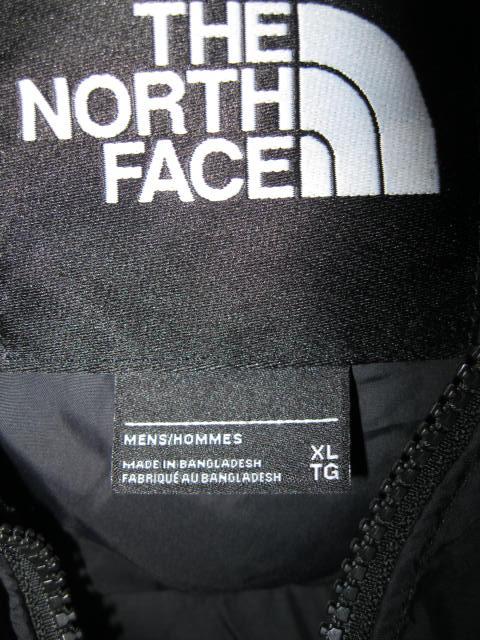 THE
NORTH
FACE
MENS/HOMMES
MADE IN BANGLADESH
FABRIQUÉ AU BANGLADESH
XL
TG